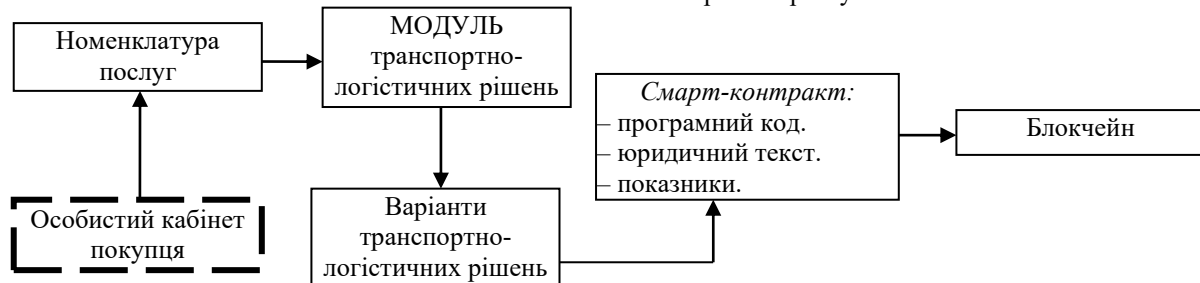 Номенклатура
послуг
МОДУЛЬ
транспортно-
логістичних рішень
Смарт-контракт:
– програмний код.
– юридичний текст.
– показники.
Блокчейн
Особистий кабінет
покупця
Варіанти
транспортно-
логістичних рішень